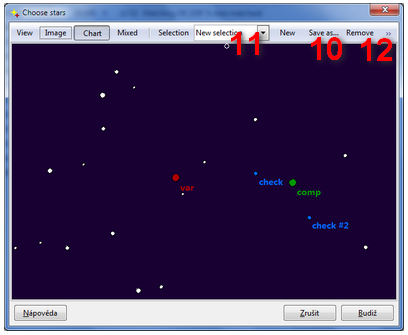 Choose stars
View Image Chart Mixed Selection New selection New Save as... Remove »
11 10 12
var
check
comp
check #2
Nápověda Zrušit Budiž